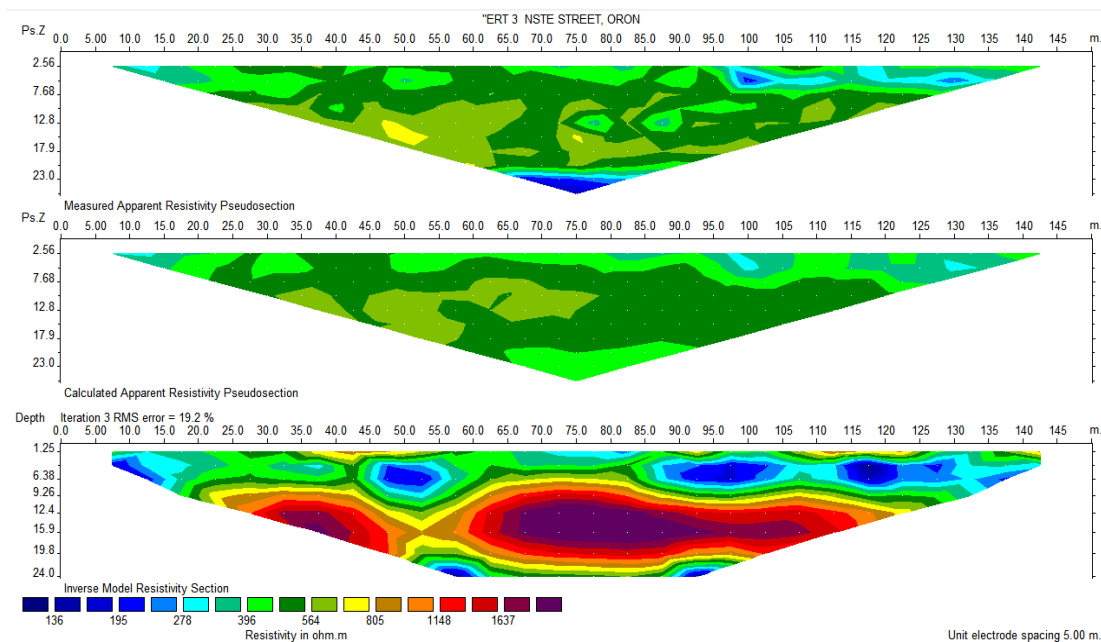 "ERT 3 NSTE STREET, ORON
Ps.Z 0.0 5.00 10.0 15.0 20.0 25.0 30.0 35.0 40.0 45.0 50.0 55.0 60.0 65.0 70.0 75.0 80.0 85.0 90.0 95.0 100 105 110 115 120 125 130 135 140 145 m.
2.56
7.68
12.8
17.9
23.0
Measured Apparent Resistivity Pseudosection
Ps.Z 0.0 5.00 10.0 15.0 20.0 25.0 30.0 35.0 40.0 45.0 50.0 55.0 60.0 65.0 70.0 75.0 80.0 85.0 90.0 95.0 100 105 110 115 120 125 130 135 140 145 m.
2.56
7.68
12.8
17.9
23.0
Calculated Apparent Resistivity Pseudosection
Depth Iteration 3 RMS error = 19.2 %
0.0 5.00 10.0 15.0 20.0 25.0 30.0 35.0 40.0 45.0 50.0 55.0 60.0 65.0 70.0 75.0 80.0 85.0 90.0 95.0 100 105 110 115 120 125 130 135 140 145 m.
1.25
6.38
9.26
12.4
15.9
19.8
24.0
Inverse Model Resistivity Section
136 195 278 396 564 805 1148 1637
Resistivity in ohm.m
Unit electrode spacing 5.00 m.